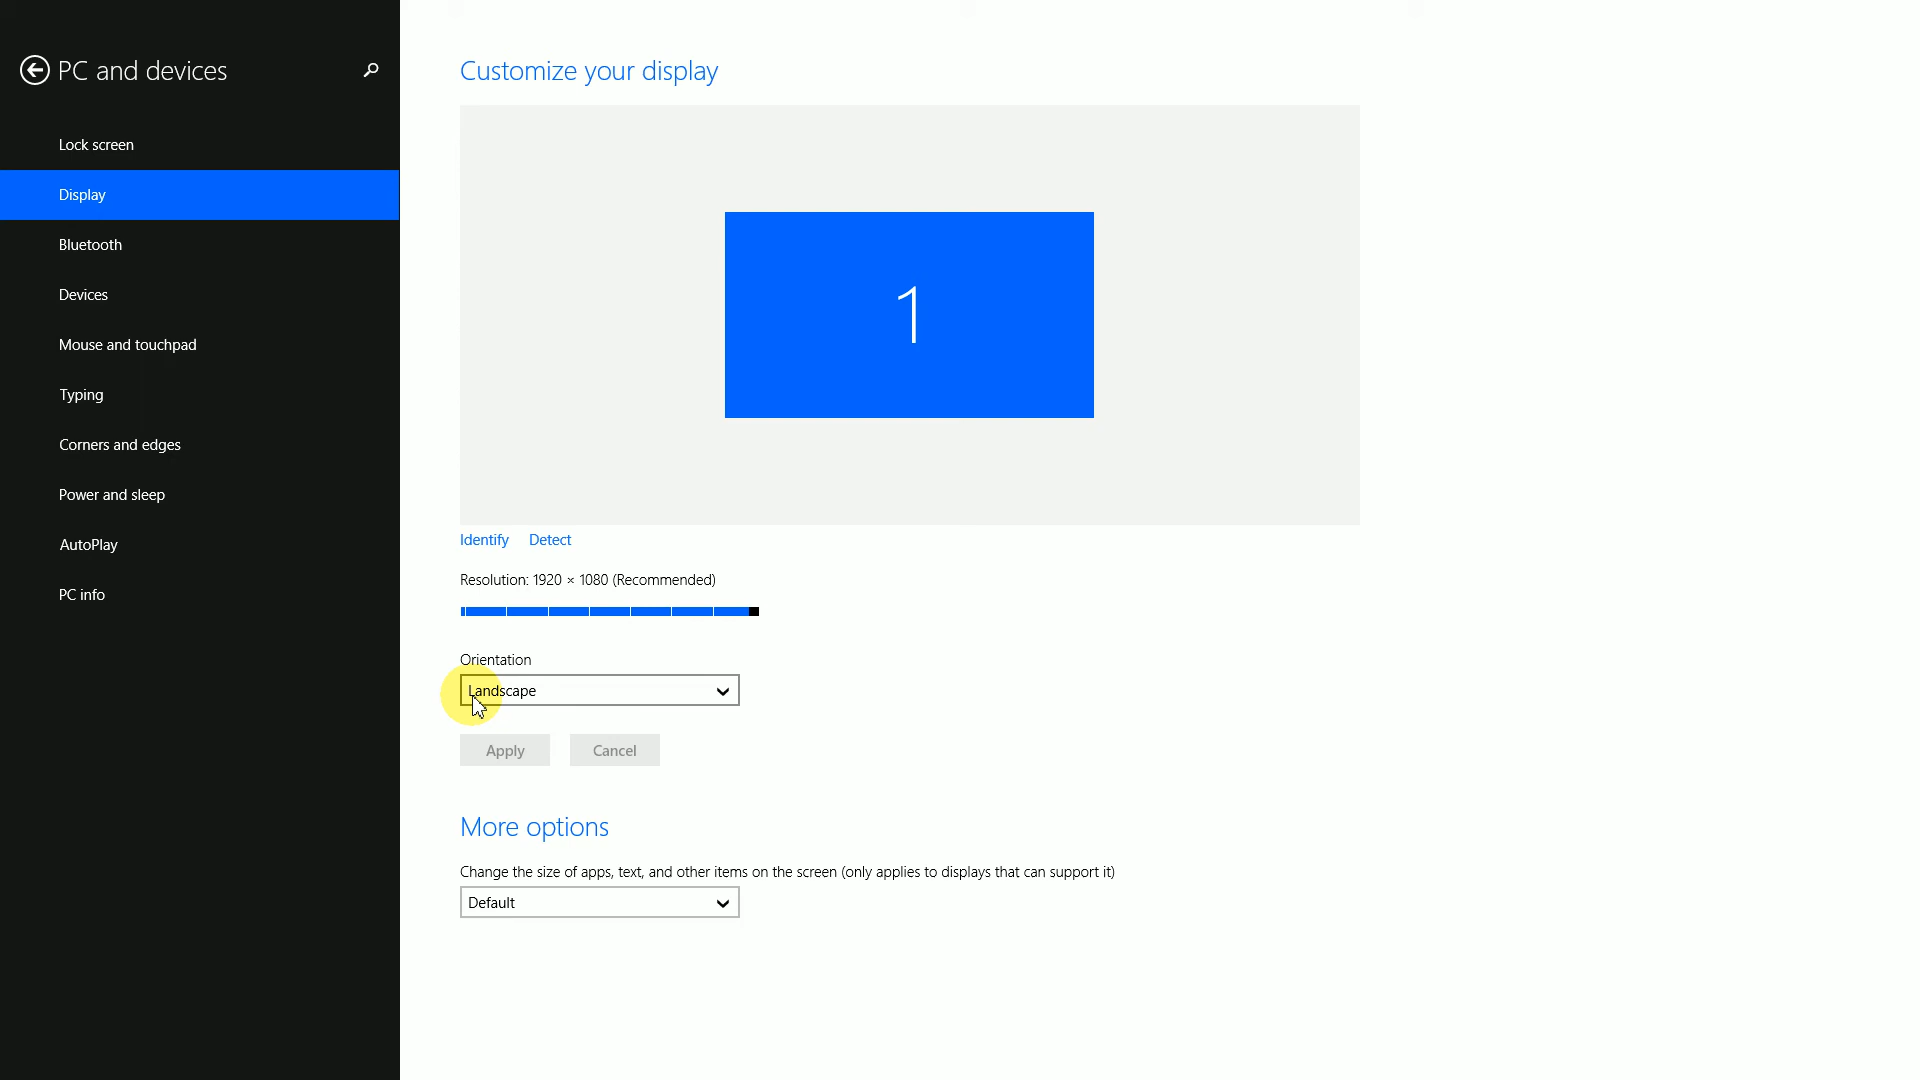 PC and devices
Lock screen
Display
Bluetooth
Devices
Mouse and touchpad
Typing
Corners and edges
Power and sleep
AutoPlay
PC info
Customize your display
1
Identify Detect
Resolution: 1920 × 1080 (Recommended)
Orientation
Landscape
Apply Cancel
More options
Change the size of apps, text, and other items on the screen (only applies to displays that can support it)
Default